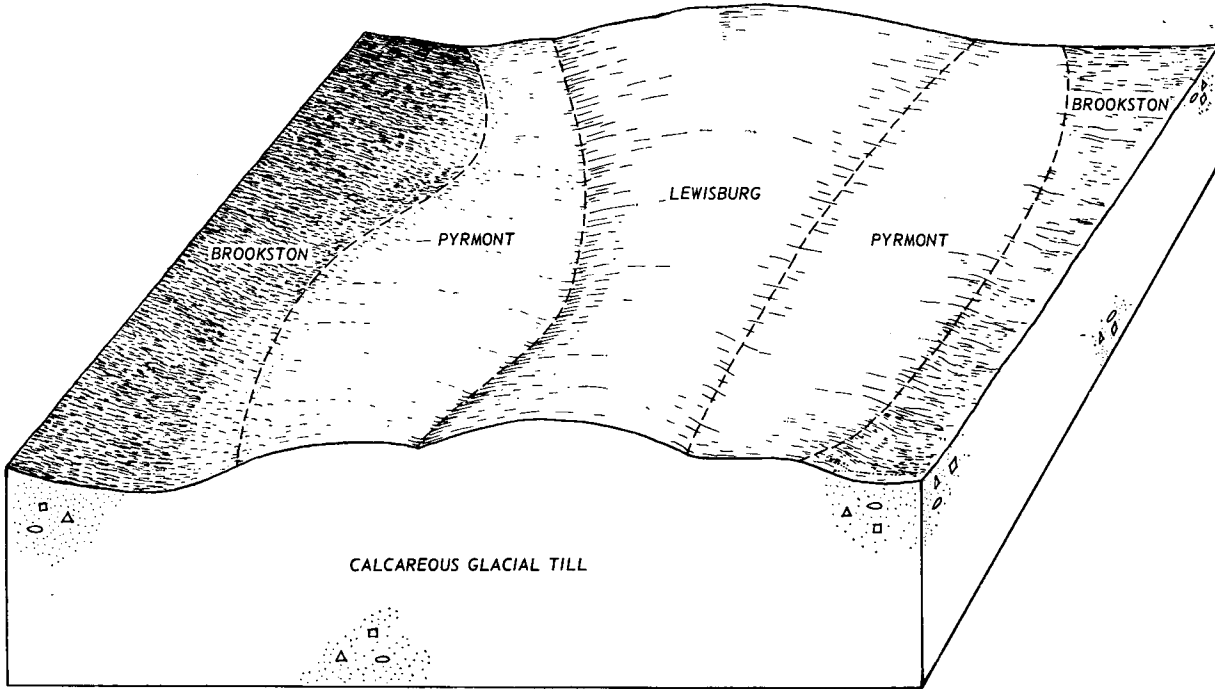 BROOKSTON
LEWISBURG
PYRMONT
PYRMONT
BROOKSTON
CALCAREOUS GLACIAL TILL